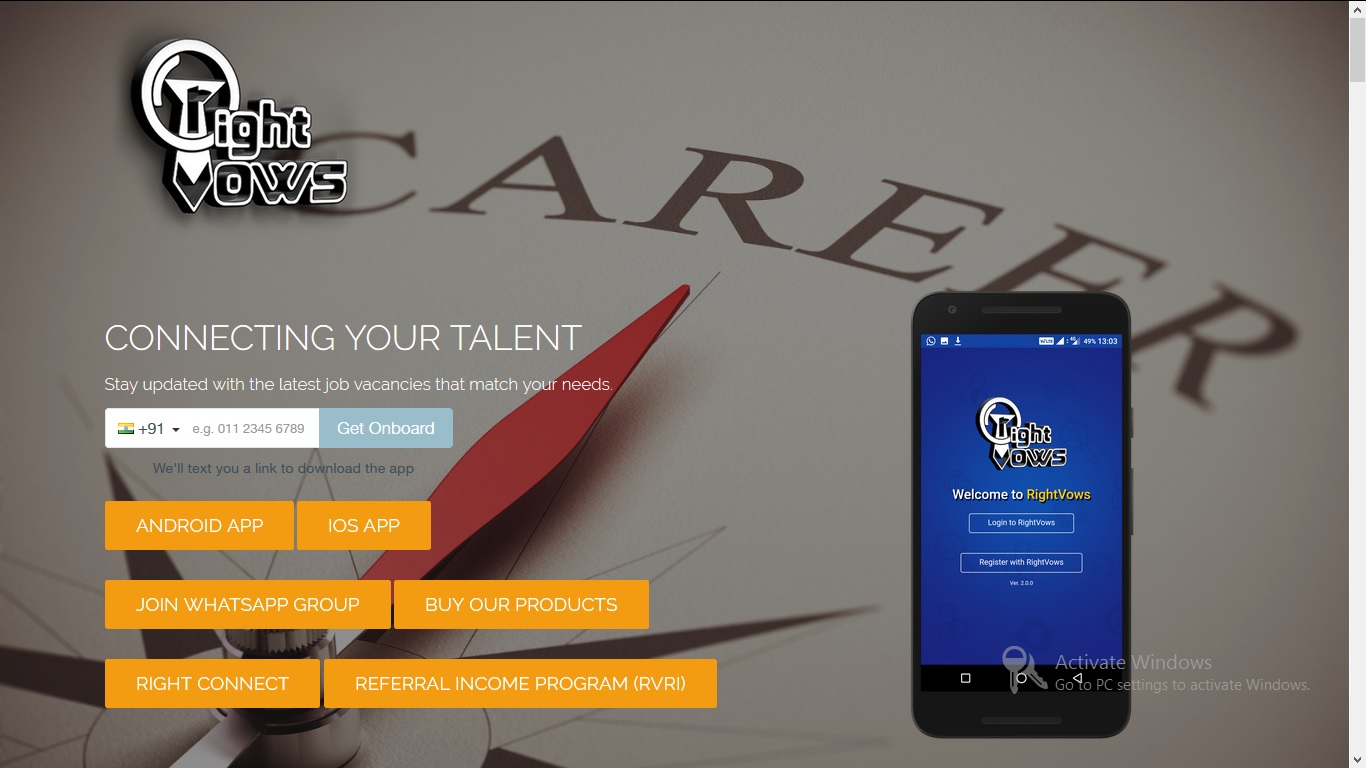 Right
Vows
CAREER
CONNECTING YOUR TALENT
Stay updated with the latest job vacancies that match your needs.
+91 e.g. 011 2345 6789 Get Onboard
We'll text you a link to download the app
ANDROID APP IOS APP
JOIN WHATSAPP GROUP BUY OUR PRODUCTS
RIGHT CONNECT REFERRAL INCOME PROGRAM (RVRI)
49% 13:03
Right
Vows
Welcome to RightVows
Login to RightVows
Register with RightVows
Ver. 2.0.0
Activate Windows
Go to PC settings to activate Windows.